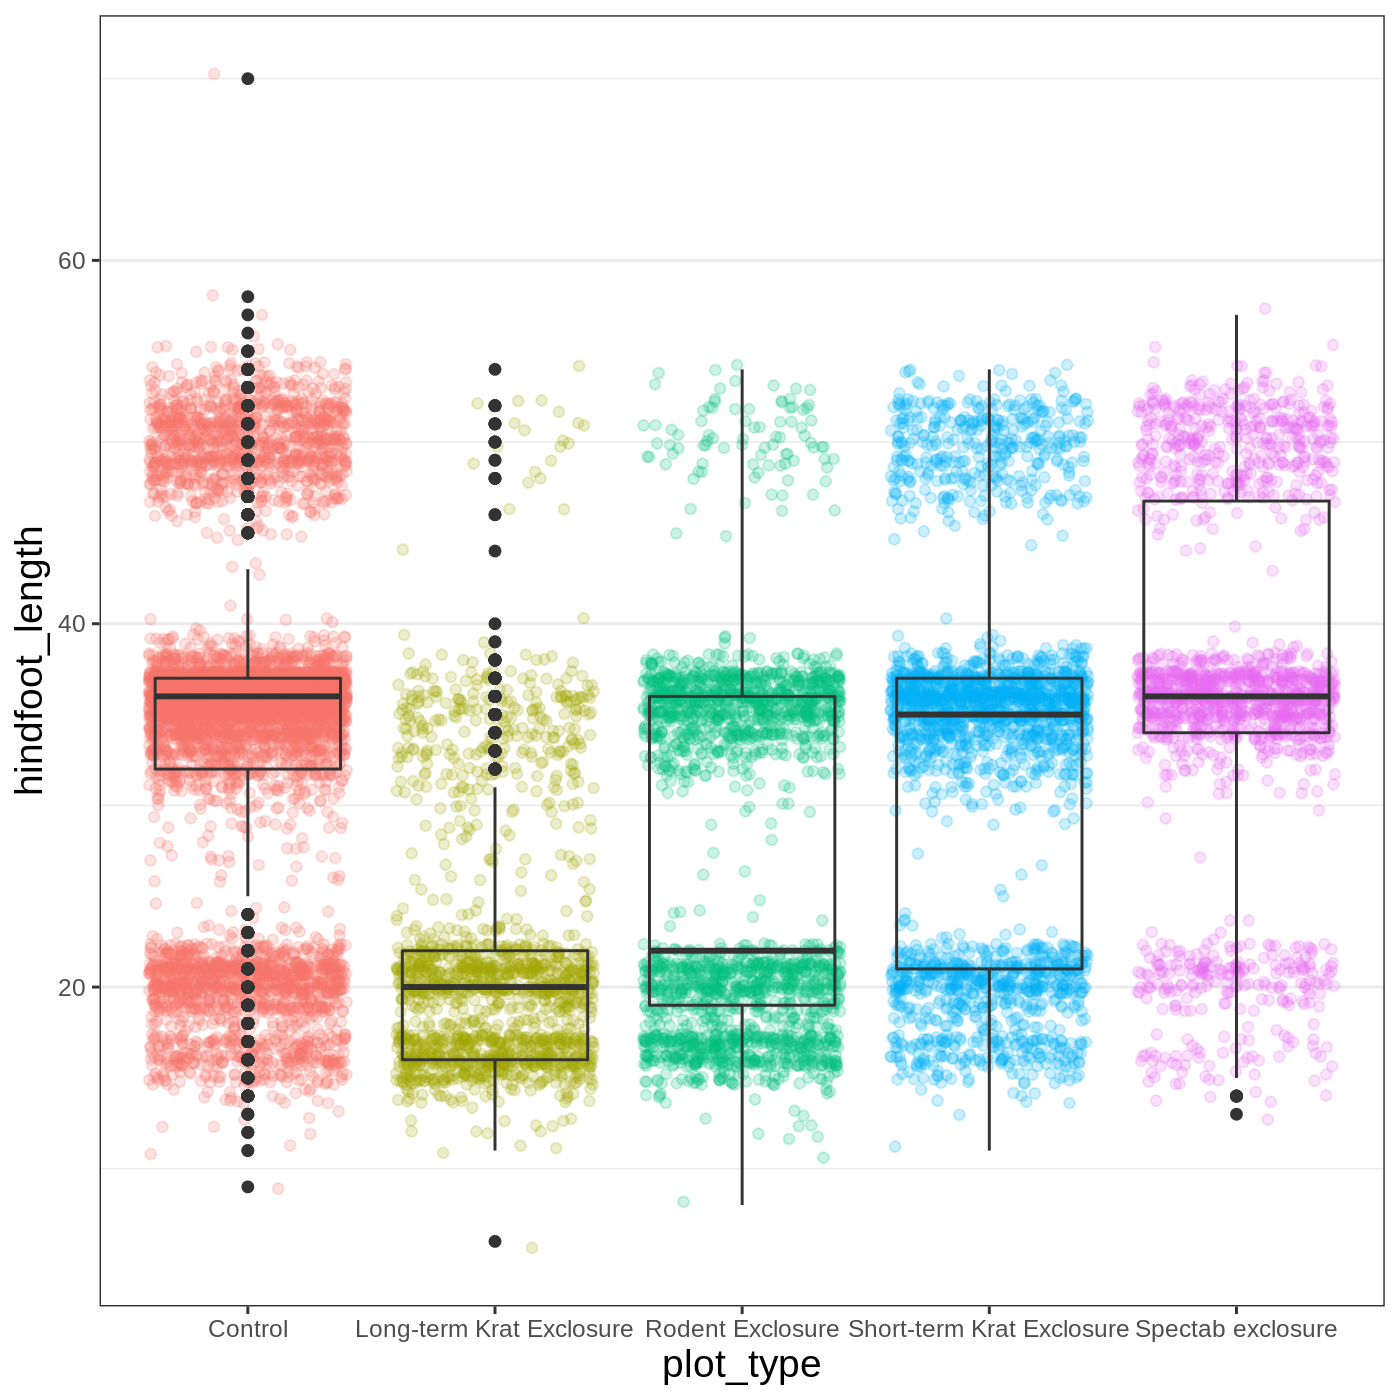 hindfoot_length
60
40
20
Control
Long-term Krat Exclosure
Rodent Exclosure
Short-term Krat Exclosure
Spectab exclosure
plot_type